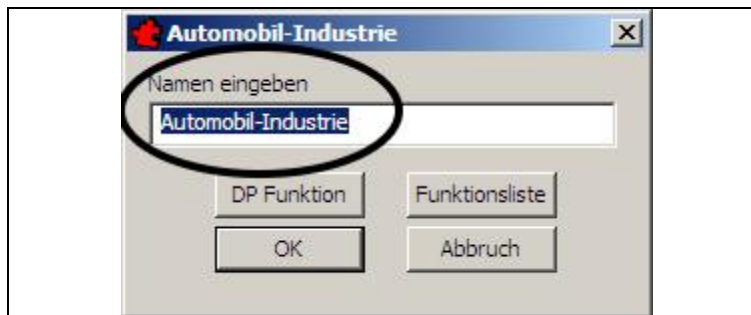 Automobil-Industrie
Namen eingeben
Automobil-Industrie
DP Funktion Funktionsliste
OK Abbruch